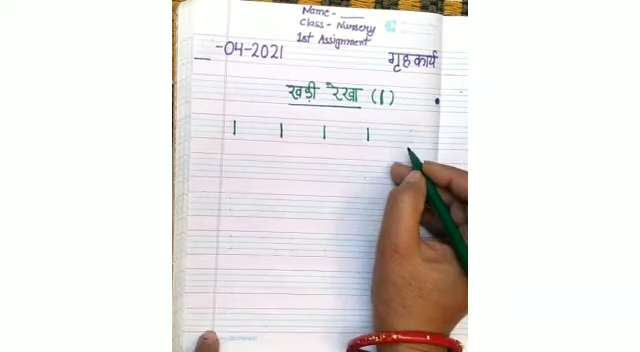 Name - ____
Class - Nursery
1st Assignment
__ -04-2021 गृह कार्य
खड़ी रेखा (।)
। । । ।